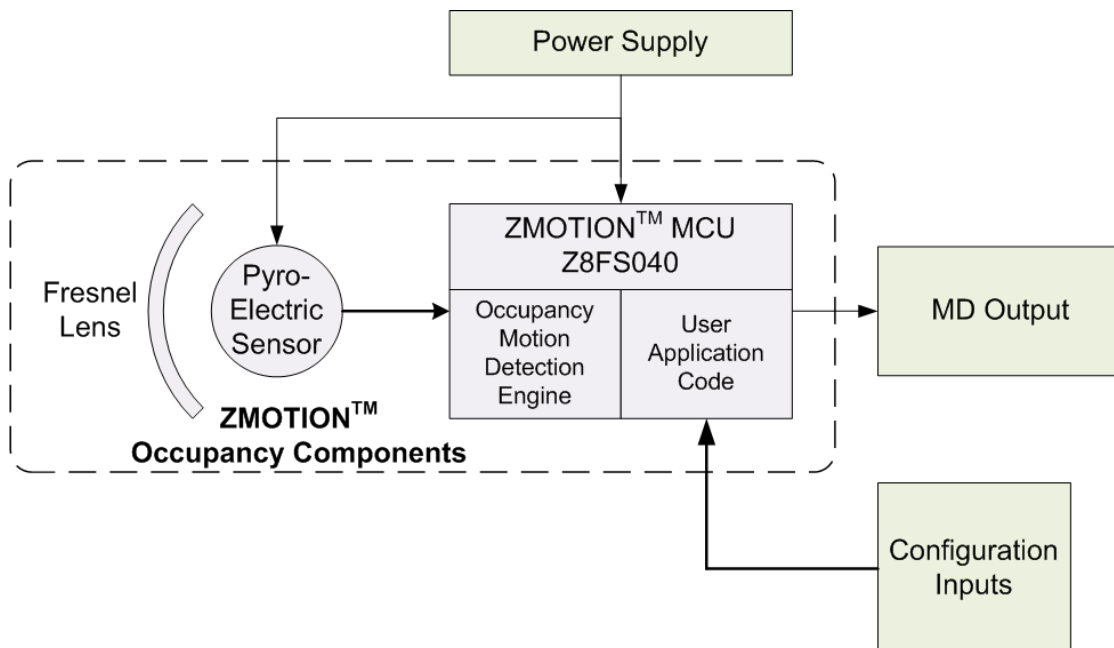 Power Supply
ZMOTION™ MCU
Z8FS040
Fresnel
Lens
Pyro-
Electric
Sensor
Occupancy
Motion
Detection
Engine
User
Application
Code
MD Output
ZMOTION™
Occupancy Components
Configuration
Inputs